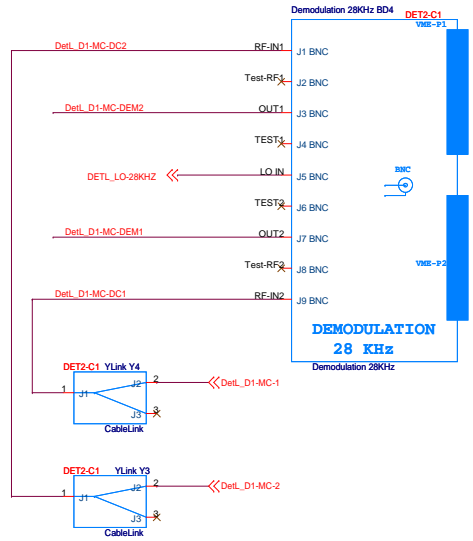 Demodulation 28KHz BD4
DET2-C1
VME-P1
DetL_D1-MC-DC2
RF-IN1
J1 BNC
Test-RF1
J2 BNC
DetL_D1-MC-DEM2
OUT1
J3 BNC
TEST1
J4 BNC
DETL_LO-28KHZ
LO IN
J5 BNC
BNC
TEST2
J6 BNC
DetL_D1-MC-DEM1
OUT2
J7 BNC
Test-RF2
J8 BNC
VME-P2
DetL_D1-MC-DC1
RF-IN2
J9 BNC
DEMODULATION
28 KHz
Demodulation 28KHz
DET2-C1 YLink Y4
1 J1 J2 2 DetL_D1-MC-1
J3 3
CableLink
DET2-C1 YLink Y3
1 J1 J2 2 DetL_D1-MC-2
J3 3
CableLink